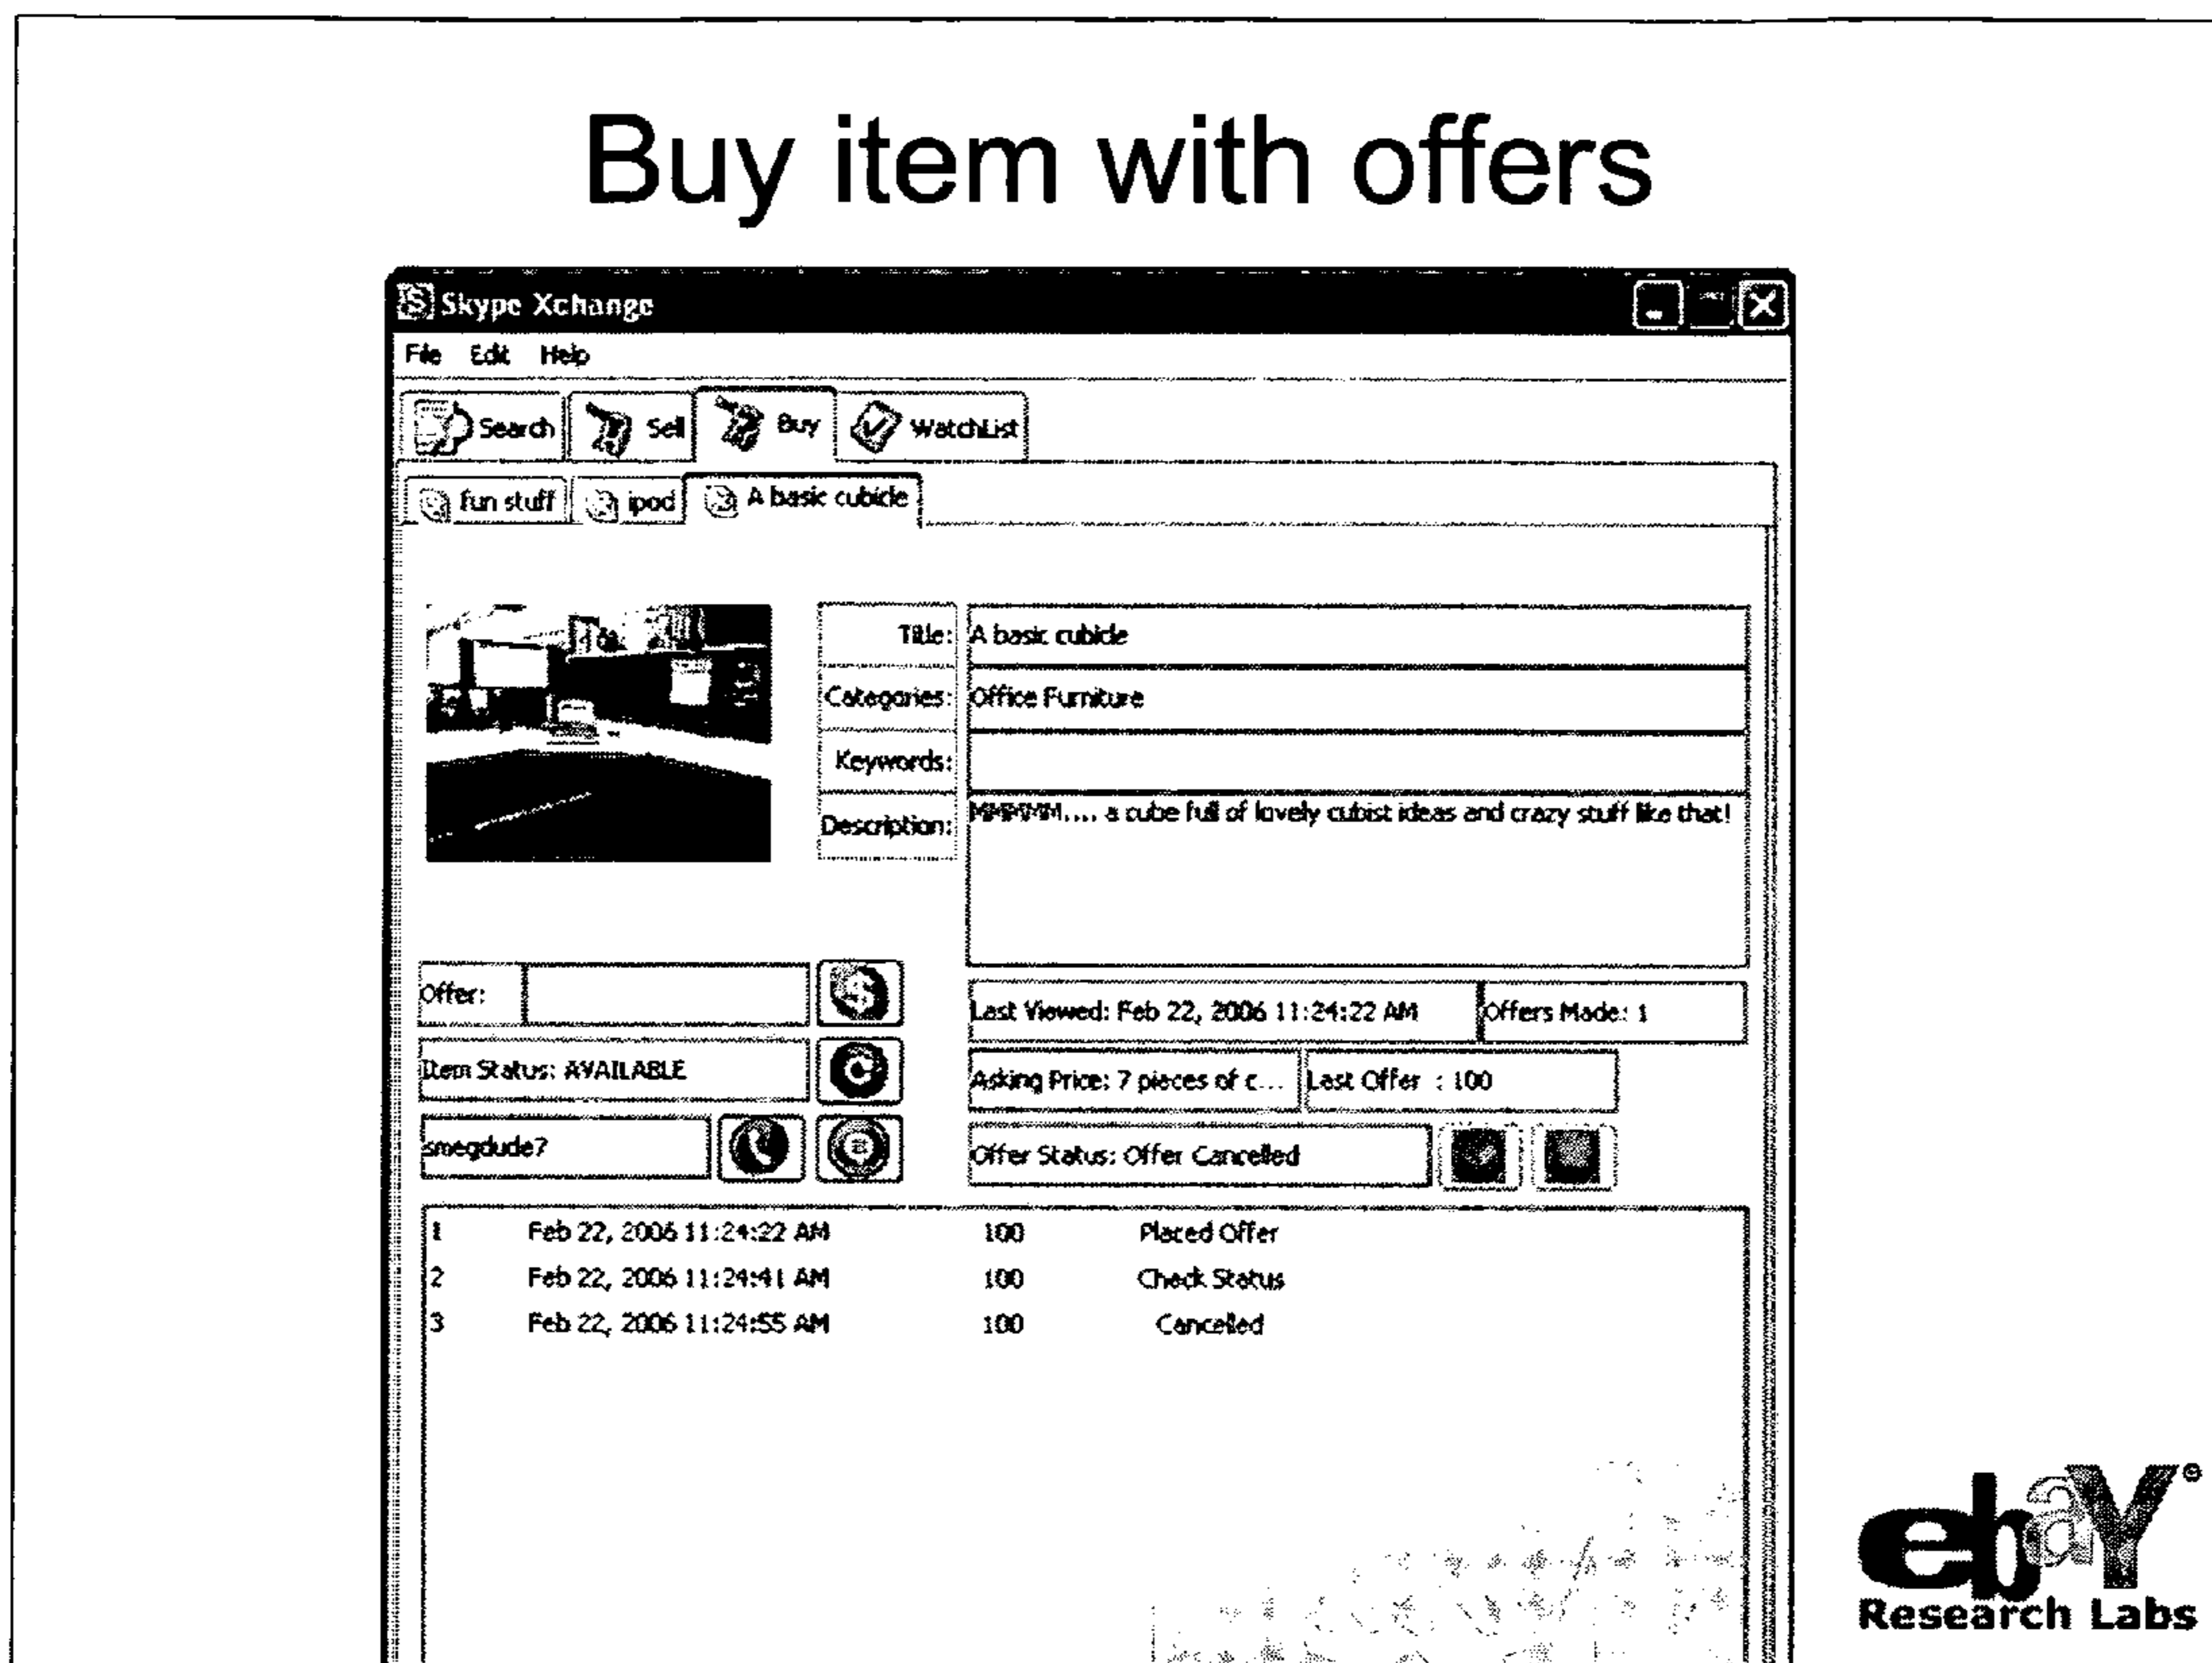 Buy item with offers
Skype Xchange
File Edit Help
Search Sell Buy WatchList
fun stuff ipod A basic cubicle
Title: A basic cubicle
Categories: Office Furniture
Keywords:
Description: MMMMM.... a cube full of lovely cubist ideas and crazy stuff like that!
Offer:
Last Viewed: Feb 22, 2006 11:24:22 AM Offers Made: 1
Item Status: AVAILABLE
Asking Price: 7 pieces of c... Last Offer : 100
smegdude7
Offer Status: Offer Cancelled
1 Feb 22, 2006 11:24:22 AM 100 Placed Offer
2 Feb 22, 2006 11:24:41 AM 100 Check Status
3 Feb 22, 2006 11:24:55 AM 100 Cancelled
ebaY
Research Labs